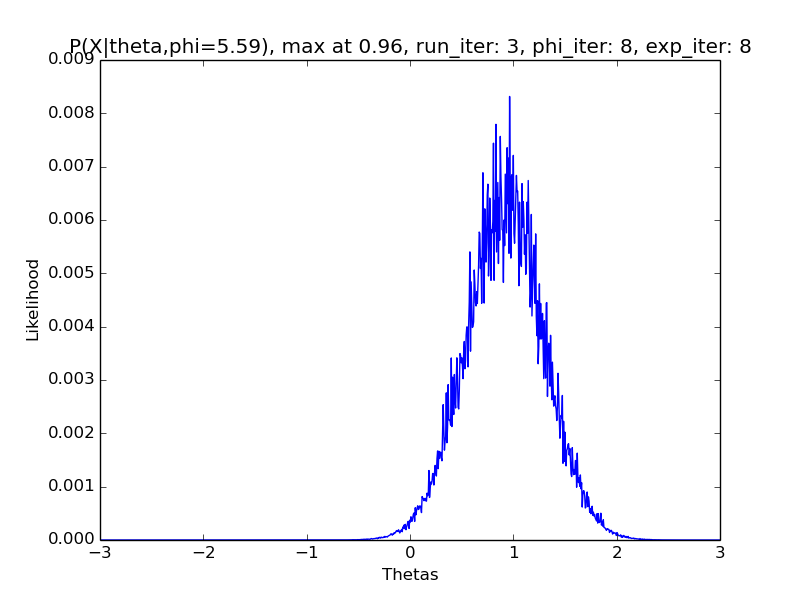 P(X|theta,phi=5.59), max at 0.96, run_iter: 3, phi_iter: 8, exp_iter: 8
0.009
0.008
0.007
0.006
0.005
0.004
0.003
0.002
0.001
0.000
Likelihood
−3 −2 −1 0 1 2 3
Thetas